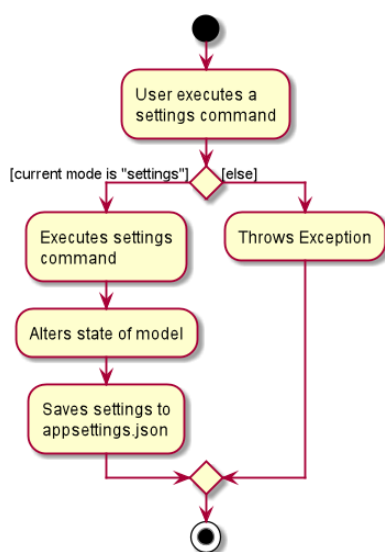 User executes a
settings command
[current mode is "settings"]
[else]
Executes settings
command
Throws Exception
Alters state of model
Saves settings to
appsettings.json